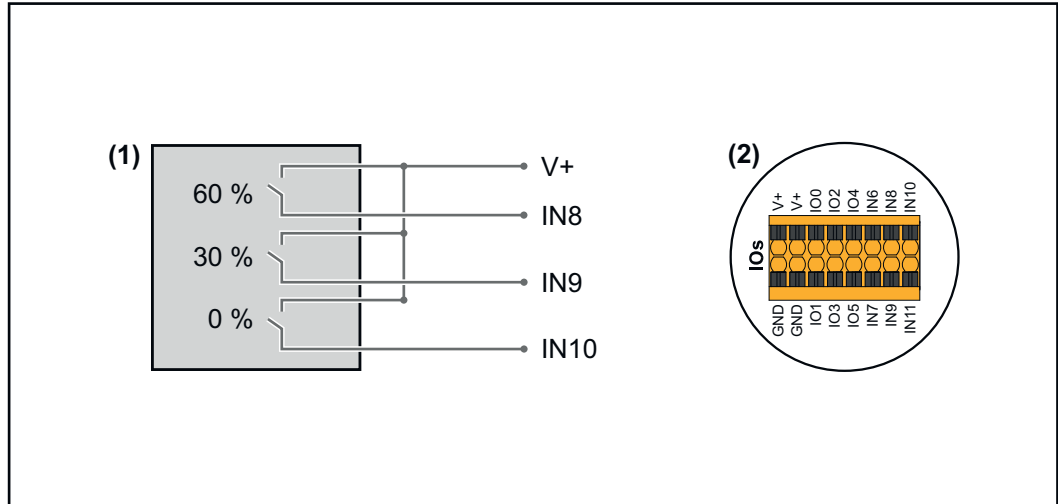 (1)
60 %
30 %
0 %
V+
IN8
IN9
IN10
(2)
IOs
V+
V+
IO0
IO2
IO4
IN6
IN8
IN10
GND
GND
IO1
IO3
IO5
IN7
IN9
IN11